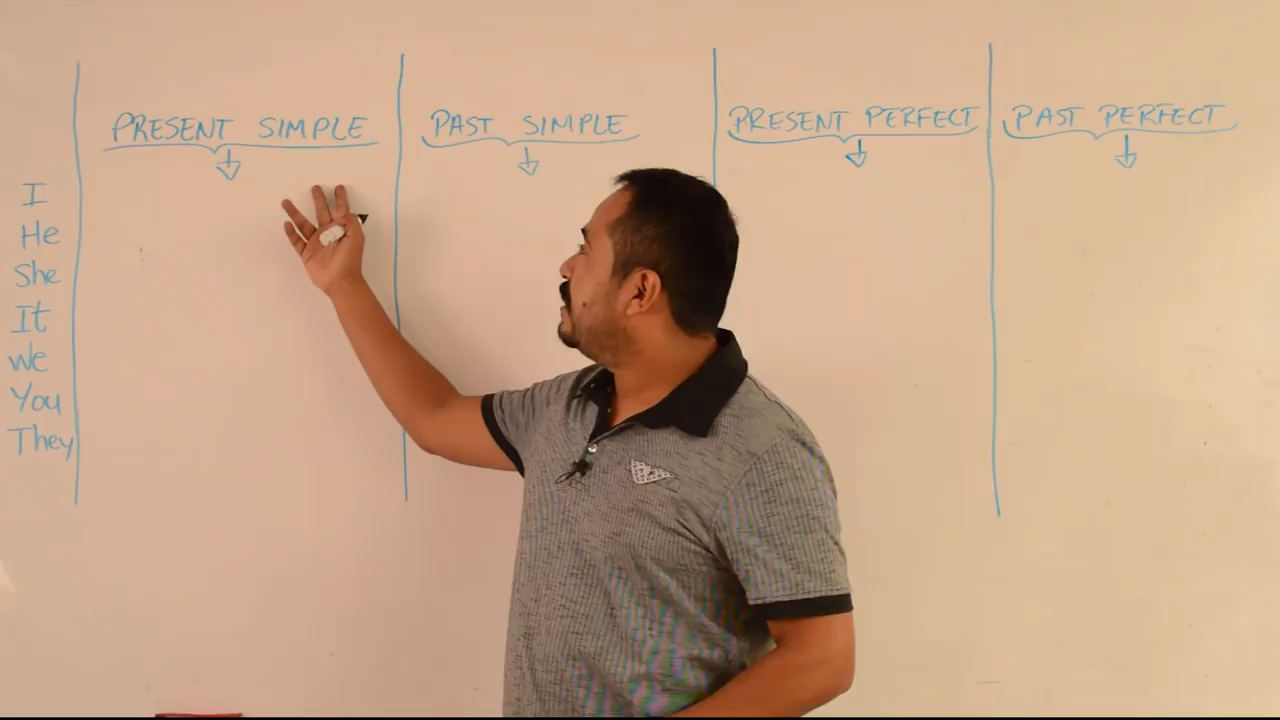 PRESENT SIMPLE PAST SIMPLE PRESENT PERFECT PAST PERFECT
I
He
She
It
We
You
They